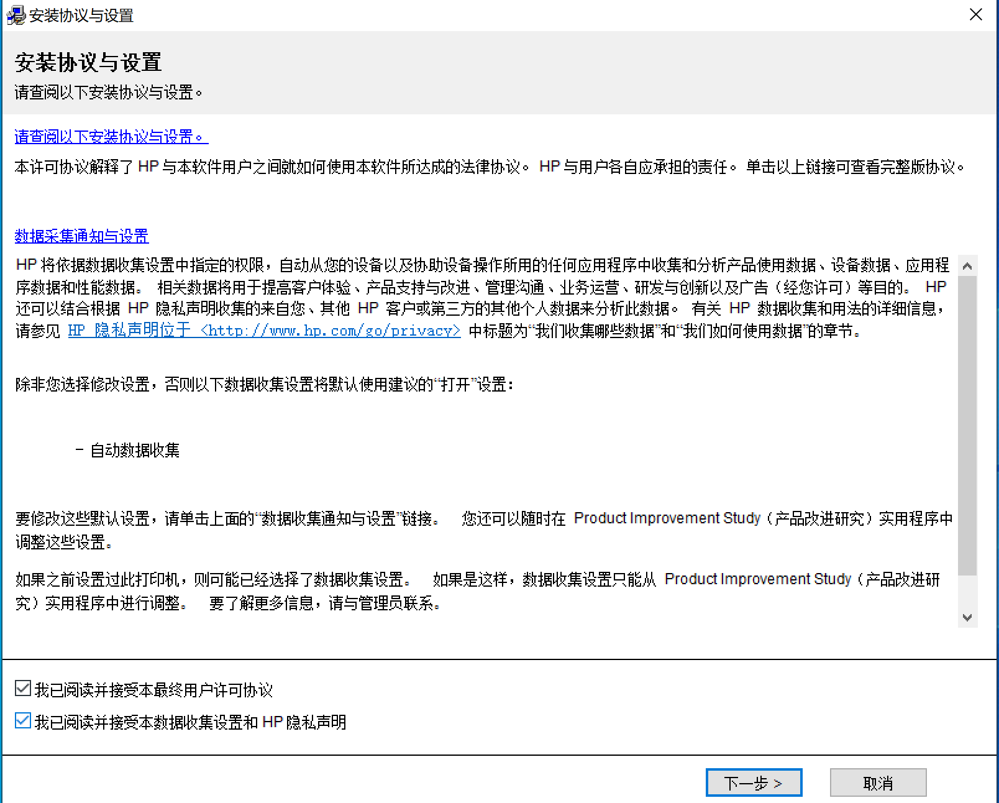 安装协议与设置
安装协议与设置
请查阅以下安装协议与设置。
请查阅以下安装协议与设置。
本许可协议解释了 HP 与本软件用户之间就如何使用本软件所达成的法律协议。 HP 与用户各自应承担的责任。 单击以上链接可查看完整版协议。
数据采集通知与设置
HP 将依据数据收集设置中指定的权限，自动从您的设备以及协助设备操作所用的任何应用程序中收集和分析产品使用数据、设备数据、应用程
序数据和性能数据。 相关数据将用于提高客户体验、产品支持与改进、管理沟通、业务运营、研发与创新以及广告（经您许可）等目的。 HP
还可以结合根据 HP 隐私声明收集的来自您、其他 HP 客户或第三方的其他个人数据来分析此数据。 有关 HP 数据收集和用法的详细信息，
请参见 HP 隐私声明位于 <http://www.hp.com/go/privacy> 中标题为“我们收集哪些数据”和“我们如何使用数据”的章节。
除非您选择修改设置，否则以下数据收集设置将默认使用建议的“打开”设置：
- 自动数据收集
要修改这些默认设置，请单击上面的“数据收集通知与设置”链接。 您还可以随时在 Product Improvement Study（产品改进研究）实用程序中
调整这些设置。
如果之前设置过此打印机，则可能已经选择了数据收集设置。 如果是这样，数据收集设置只能从 Product Improvement Study（产品改进研
究）实用程序中进行调整。 要了解更多信息，请与管理员联系。
我已阅读并接受本最终用户许可协议
我已阅读并接受本数据收集设置和 HP 隐私声明
下一步 >
取消